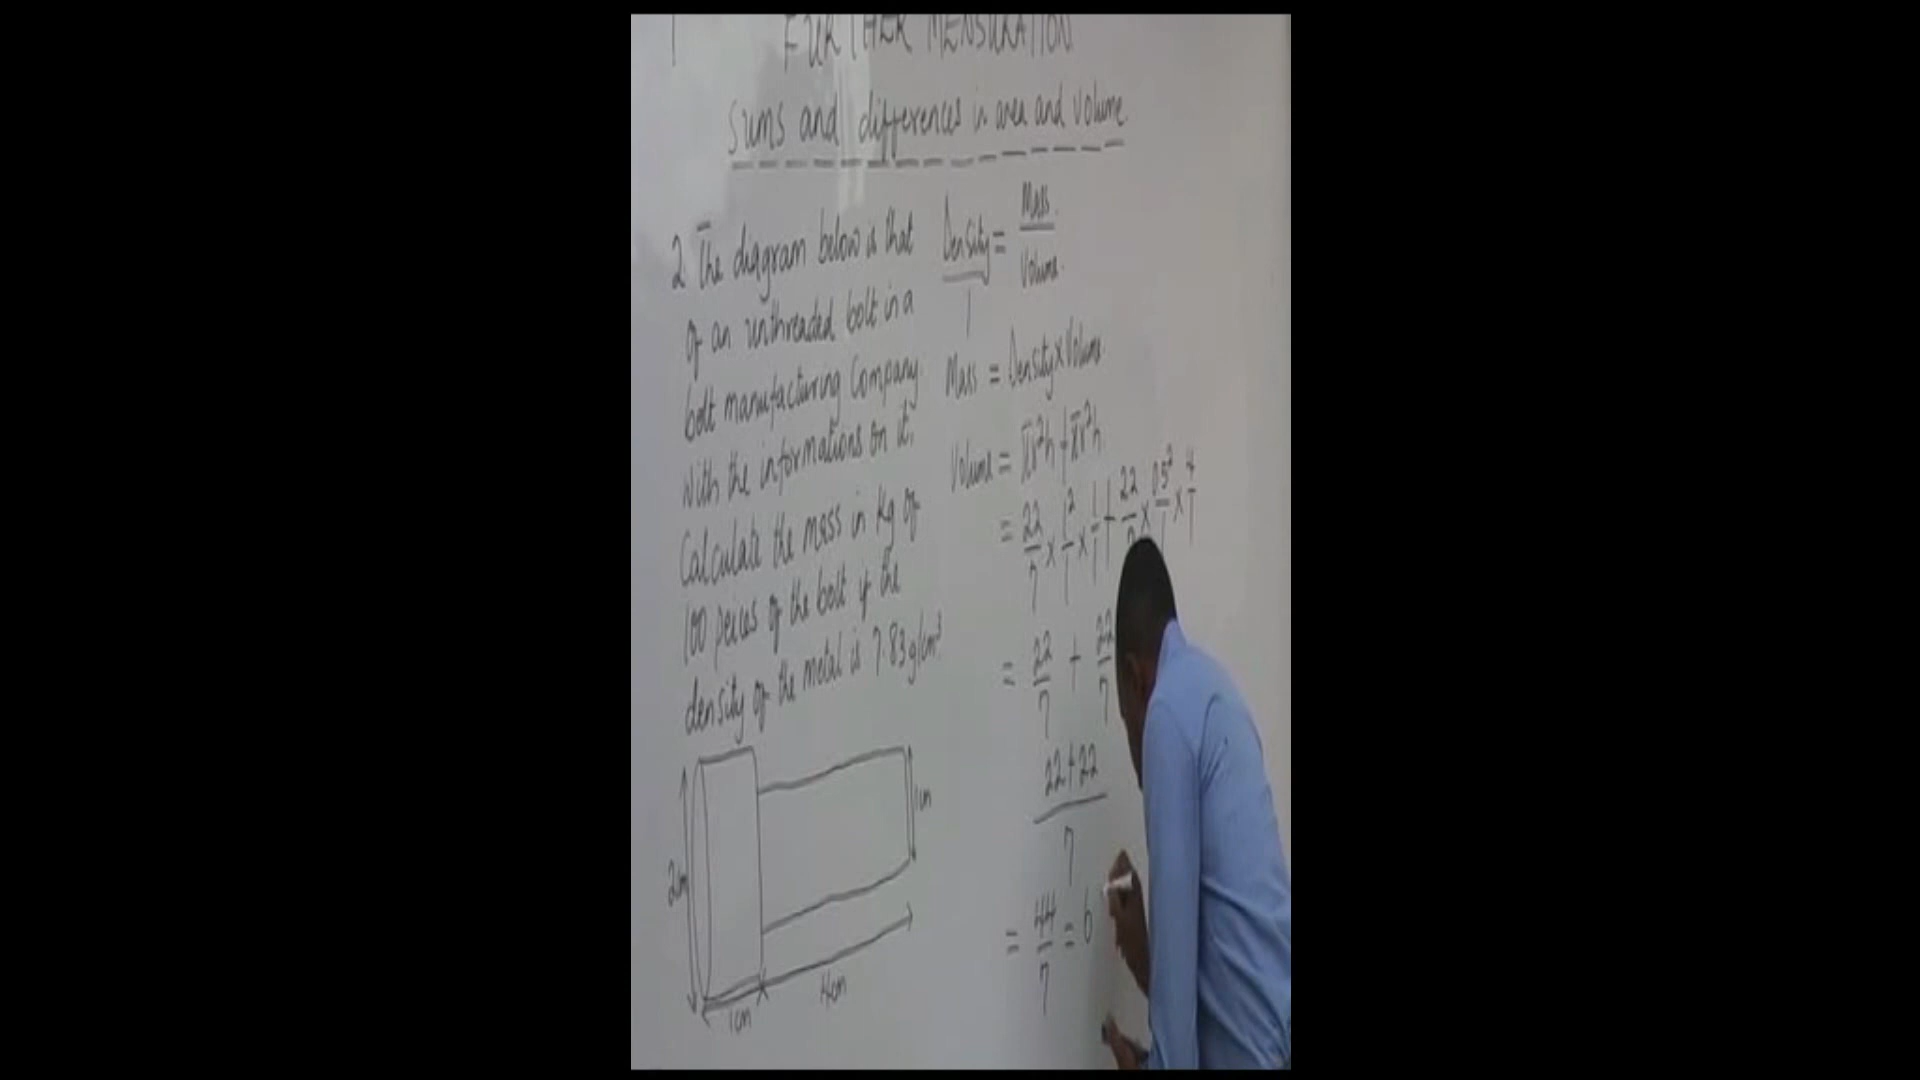 FURTHER MENSURATION
Sums and differences in area and Volume.
2. The diagram below is that
of an unthreaded bolt in a
bolt manufacturing Company.
With the informations on it.
Calculate the mass in Kg of
100 peices of the bolt if the
density of the metal is 7.83g/cm³.
2cm
1cm
4cm
1cm
Density/1 = Mass/Volume.
Mass = Density×Volume
Volume = πr²h + πr²h
= 22/7 × 1²/1 × 1/1 + 22/7 × 0.5²/1 × 4/1
= 22/7 + 22/7
22+22/7
= 44/7 = 6